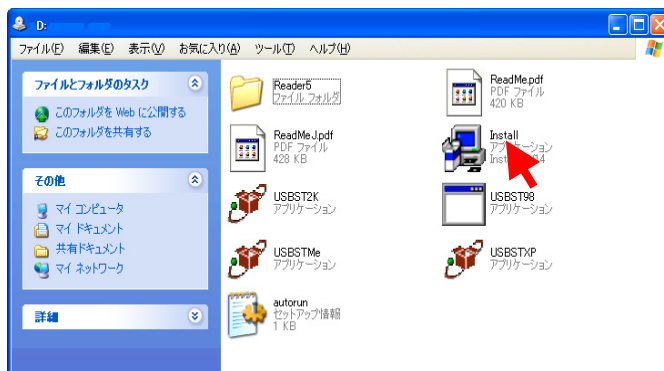 D:
ファイル(F) 編集(E) 表示(V) お気に入り(A) ツール(T) ヘルプ(H)
ファイルとフォルダのタスク
このフォルダを Web に公開する
このフォルダを共有する
その他
マイ コンピュータ
マイ ドキュメント
共有ドキュメント
マイ ネットワーク
詳細
Reader5
ファイル フォルダ
ReadMe.pdf
PDF ファイル
420 KB
ReadMeJ.pdf
PDF ファイル
428 KB
Install
アプリケーション
USBST2K
アプリケーション
USBST98
アプリケーション
USBSTMe
アプリケーション
USBSTXP
アプリケーション
autorun
セットアップ情報
1 KB